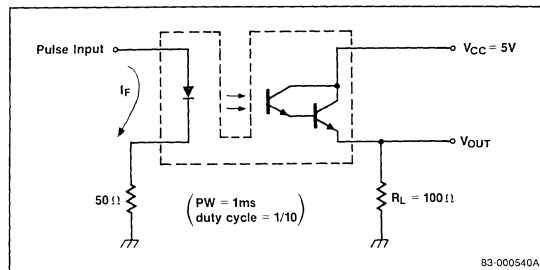 Pulse Input
I_F
V_CC = 5V
V_OUT
50Ω
(PW = 1ms
duty cycle = 1/10)
R_L = 100Ω
83-000540A